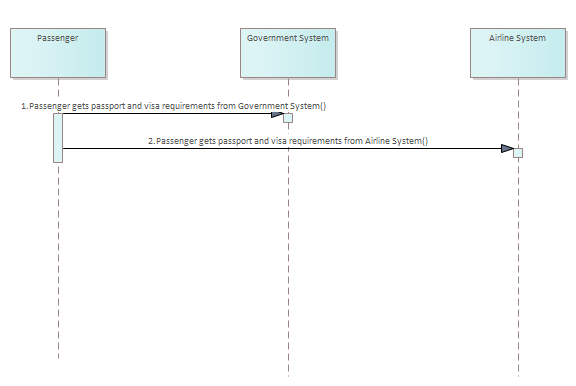 Passenger
Government System
Airline System
1.Passenger gets passport and visa requirements from Government System()
2.Passenger gets passport and visa requirements from Airline System()